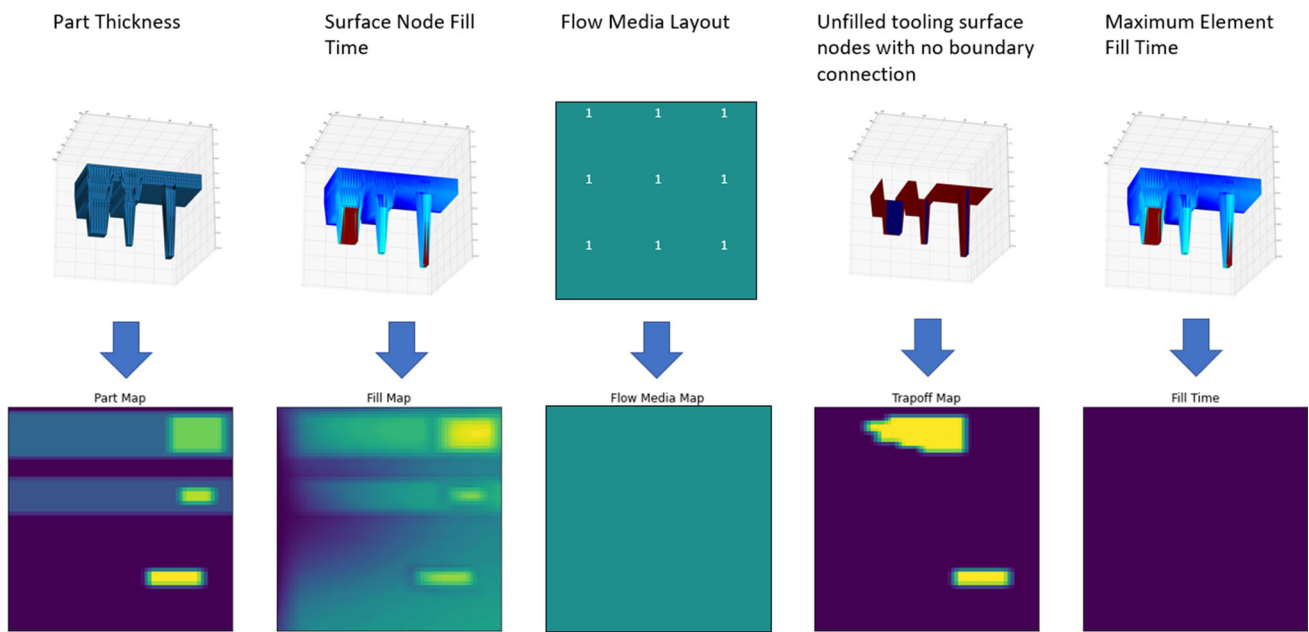 Part Thickness
Surface Node Fill
Time
Flow Media Layout
Unfilled tooling surface
nodes with no boundary
connection
Maximum Element
Fill Time
1 1 1
1 1 1
1 1 1
Part Map
Fill Map
Flow Media Map
Trapoff Map
Fill Time